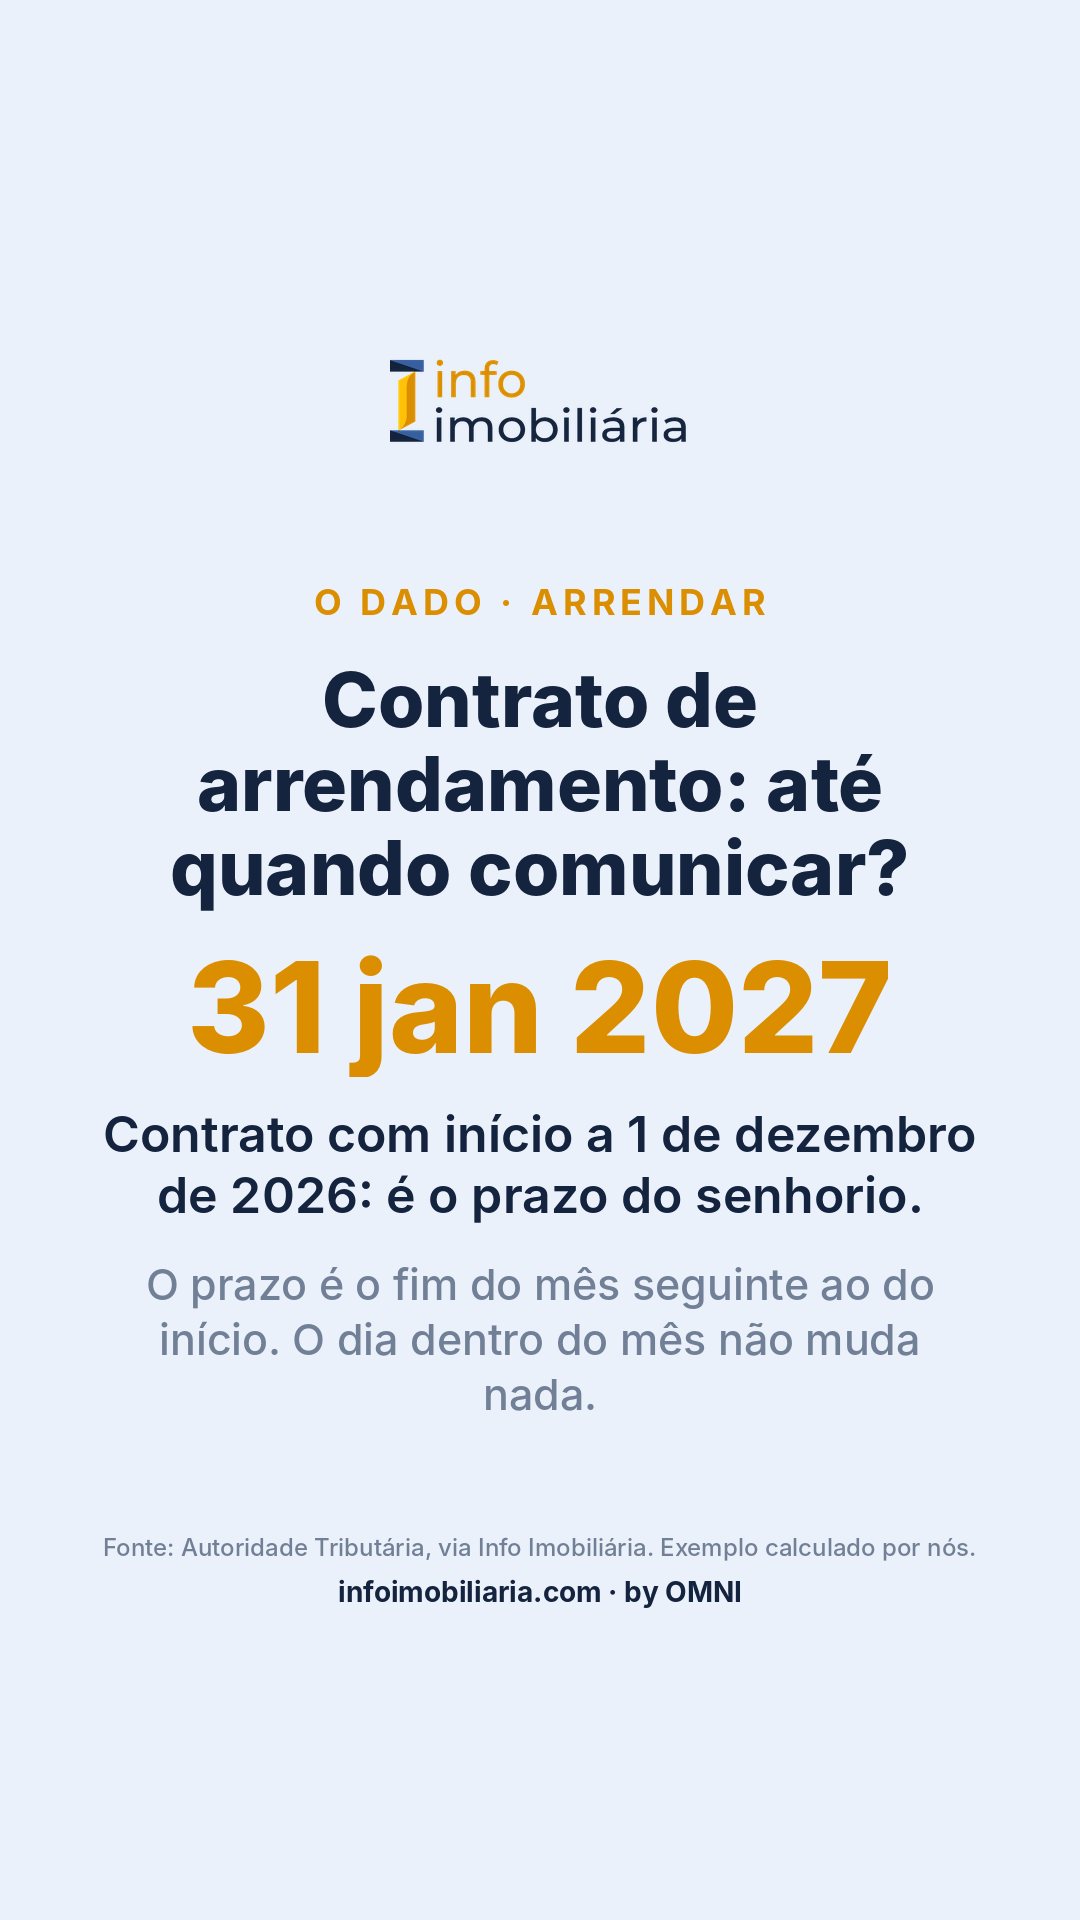 info
imobiliária
O DADO · ARRENDAR
Contrato de
arrendamento: até
quando comunicar?
31 jan 2027
Contrato com início a 1 de dezembro
de 2026: é o prazo do senhorio.
O prazo é o fim do mês seguinte ao do
início. O dia dentro do mês não muda
nada.
Fonte: Autoridade Tributária, via Info Imobiliária. Exemplo calculado por nós.
infoimobiliaria.com · by OMNI